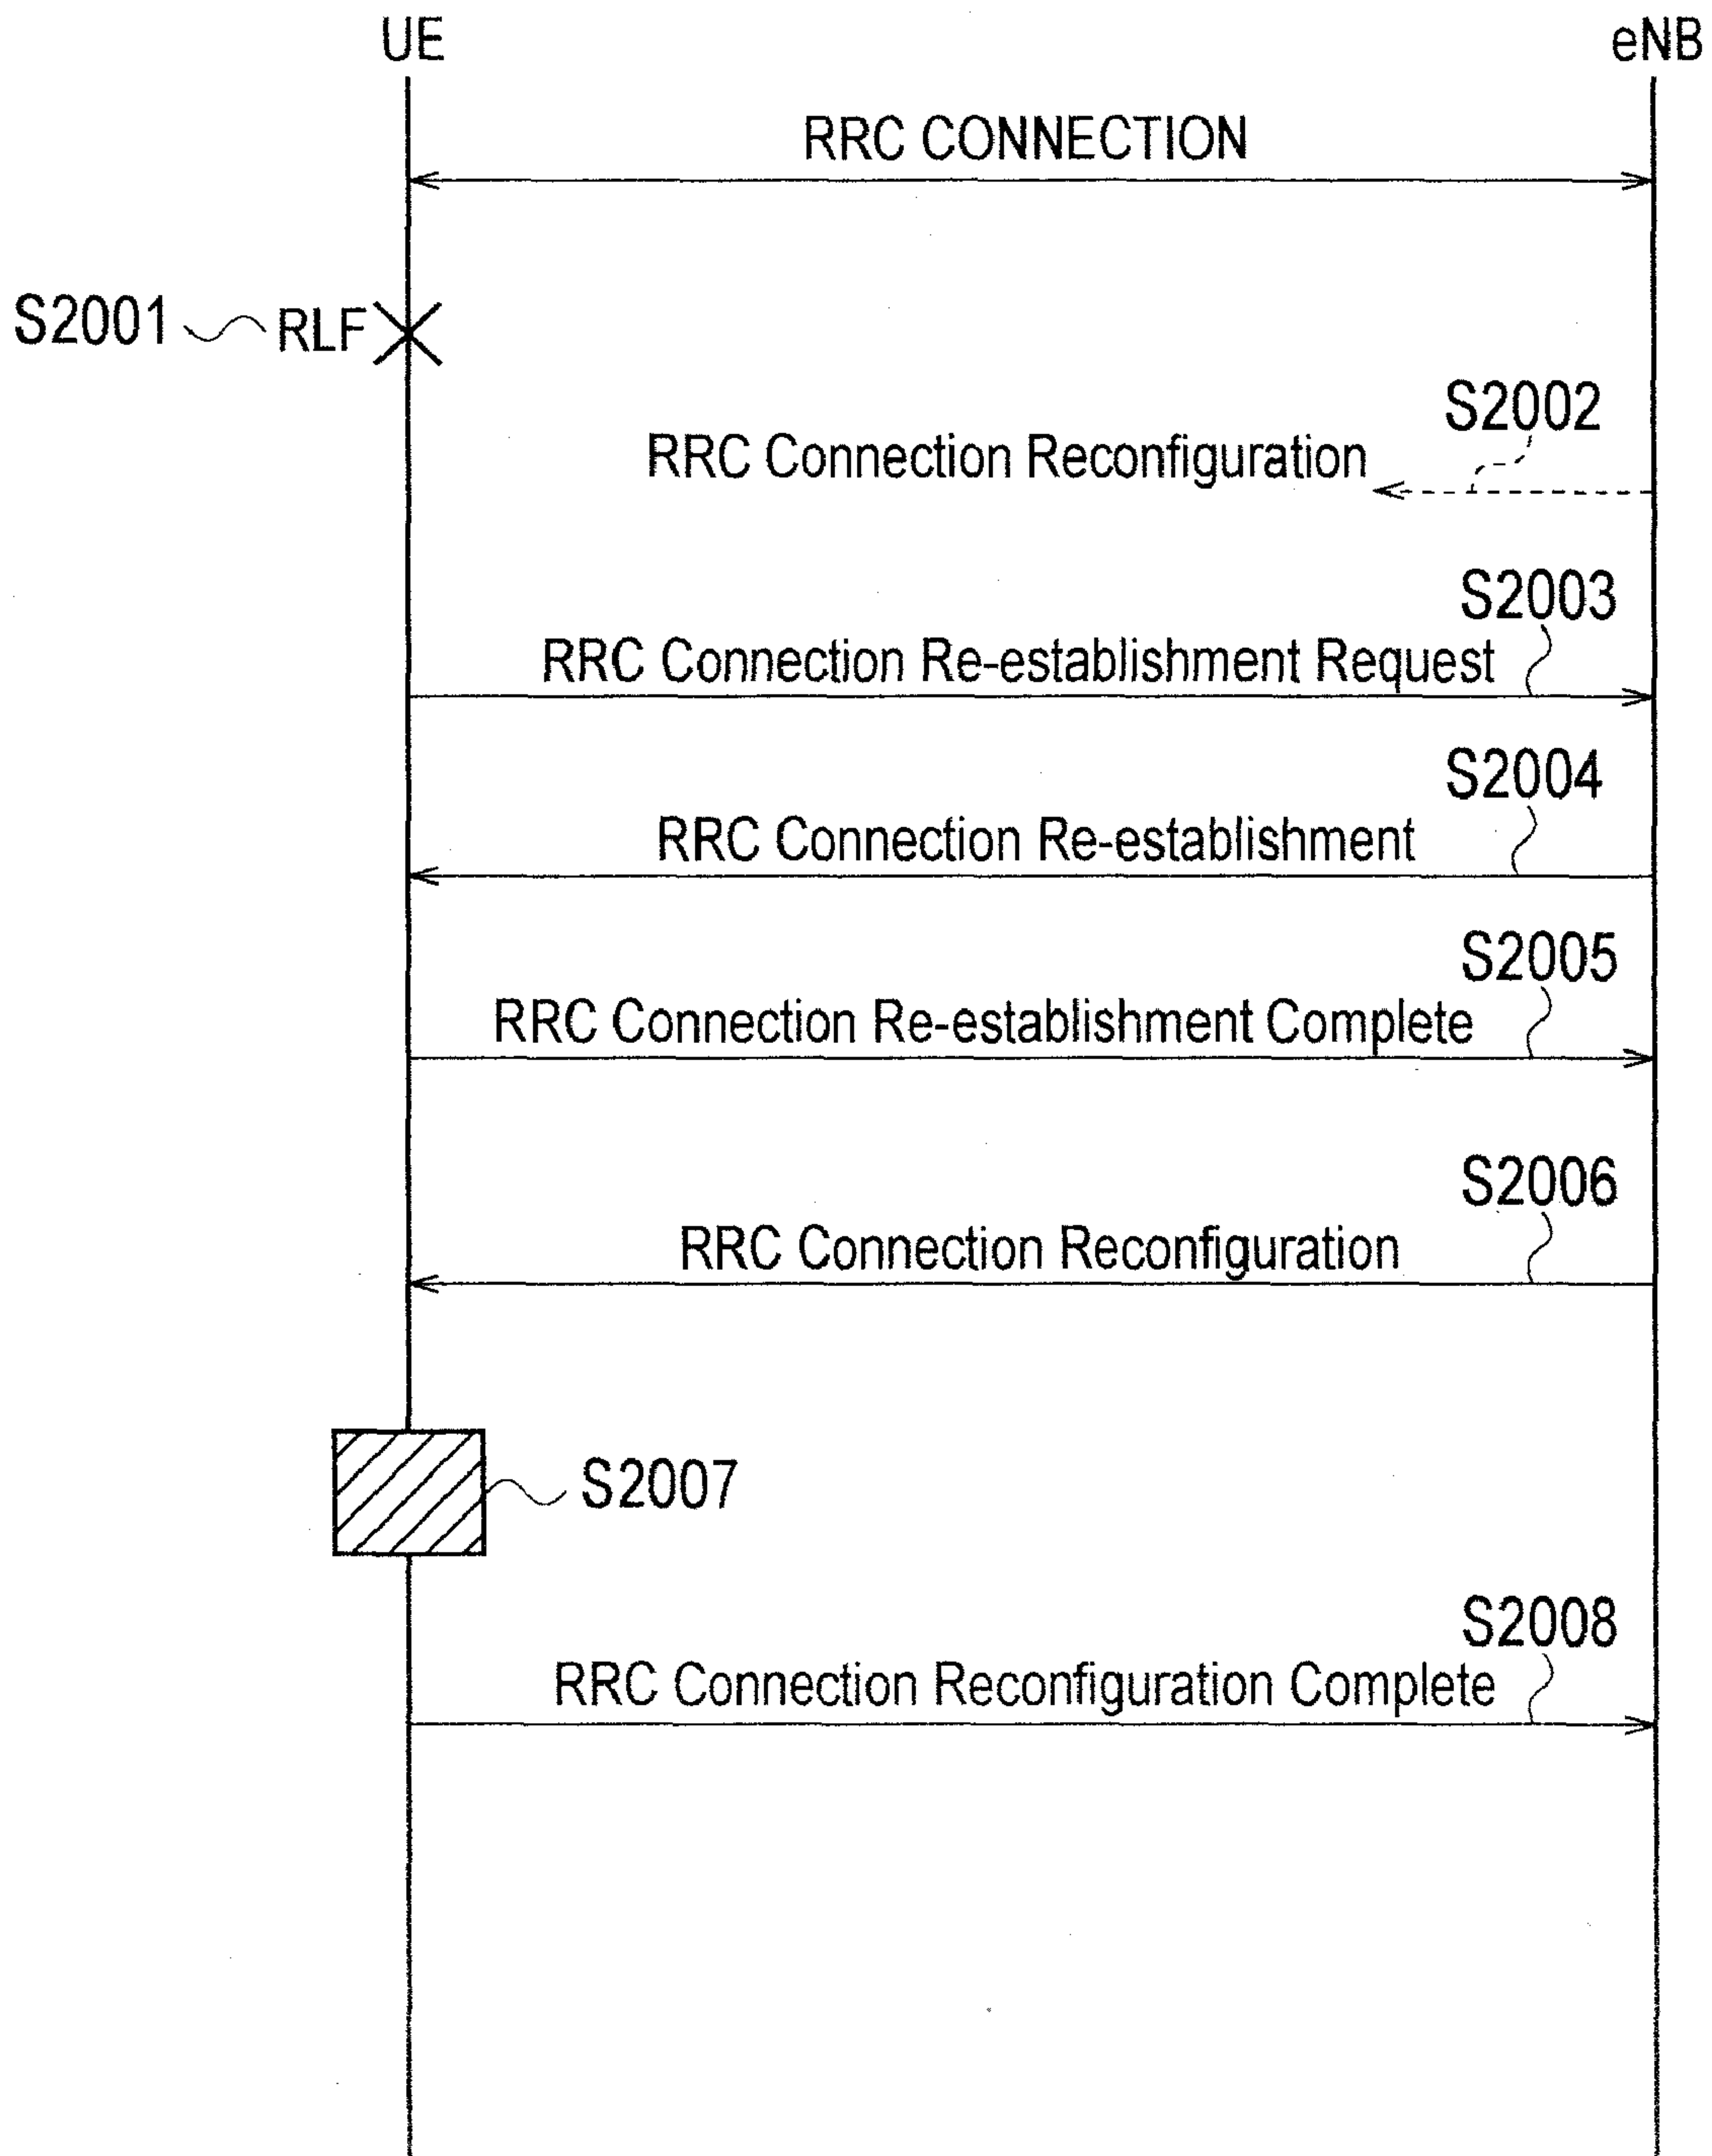 UE
eNB
RRC CONNECTION
S2001
RLF
S2002
RRC Connection Reconfiguration
S2003
RRC Connection Re-establishment Request
S2004
RRC Connection Re-establishment
S2005
RRC Connection Re-establishment Complete
S2006
RRC Connection Reconfiguration
S2007
S2008
RRC Connection Reconfiguration Complete